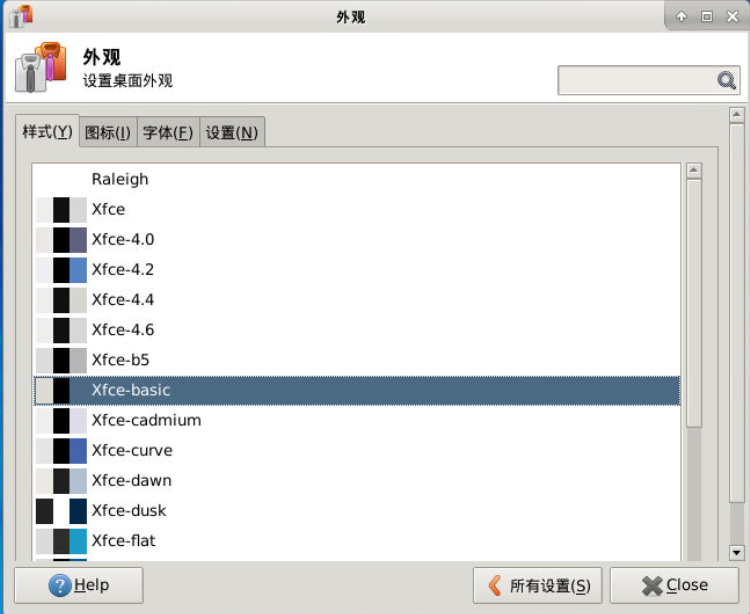 外观
外观
设置桌面外观
样式(Y) 图标(I) 字体(F) 设置(N)
Raleigh
Xfce
Xfce-4.0
Xfce-4.2
Xfce-4.4
Xfce-4.6
Xfce-b5
Xfce-basic
Xfce-cadmium
Xfce-curve
Xfce-dawn
Xfce-dusk
Xfce-flat
Help 所有设置(S) Close